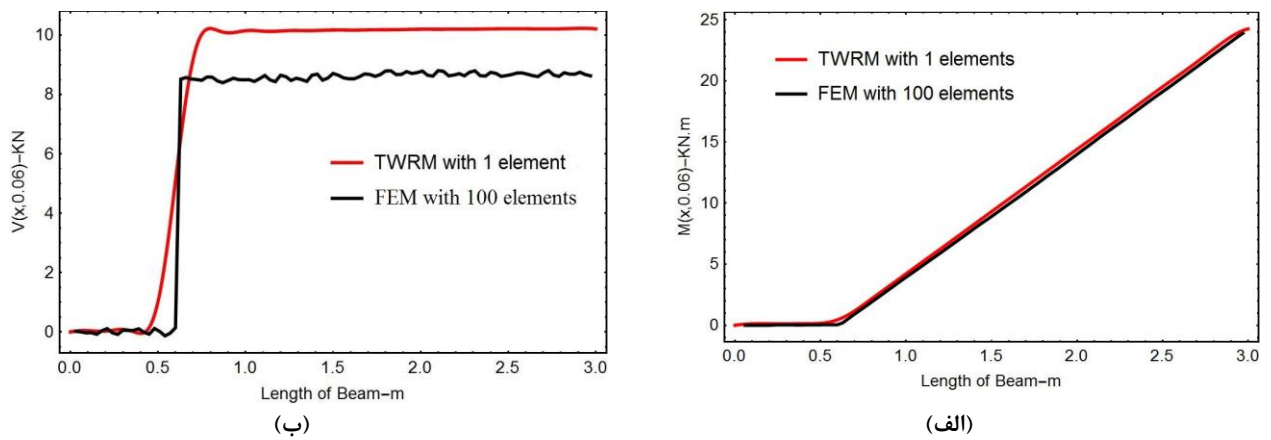 V(x,0.06)–KN
10
8
6
4
2
0
TWRM with 1 element
FEM with 100 elements
0.0 0.5 1.0 1.5 2.0 2.5 3.0
Length of Beam–m
(ب)
M(x,0.06)–KN.m
25
20
15
10
5
0
TWRM with 1 elements
FEM with 100 elements
0.0 0.5 1.0 1.5 2.0 2.5 3.0
Length of Beam–m
(الف)